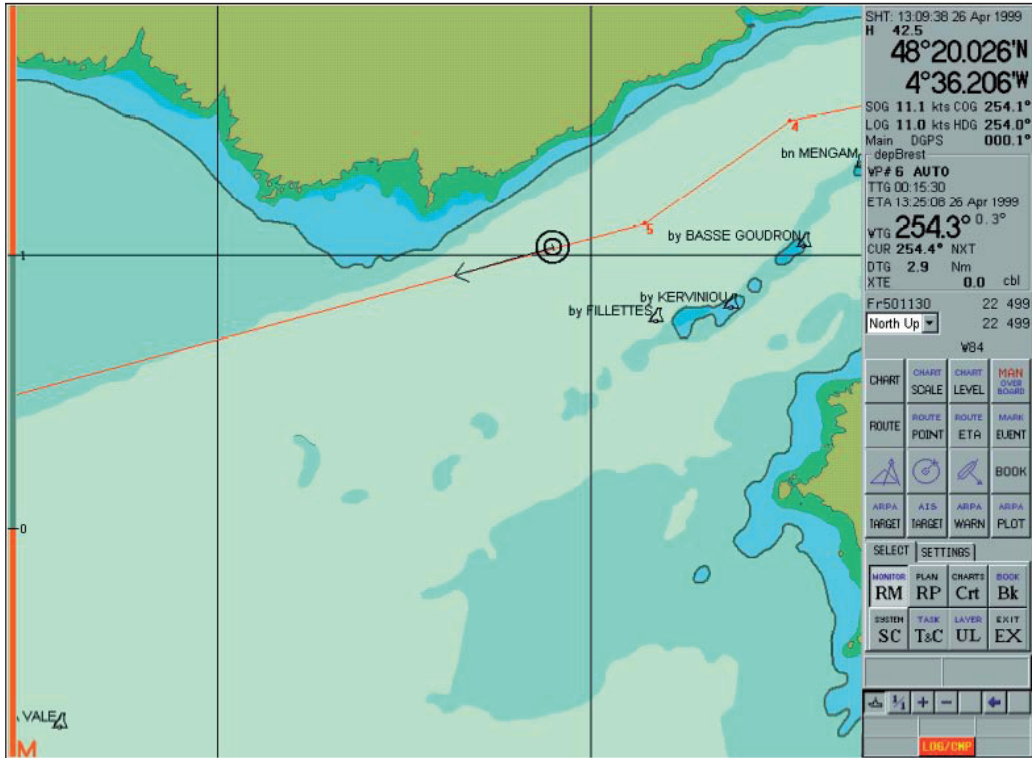 SHT: 13:09:38 26 Apr 1999
H 42.5
48°20.026'N
4°36.206'W
SOG 11.1 kts COG 254.1°
LOG 11.0 kts HDG 254.0°
Main DGPS 000.1°
depBrest
WP# 6 AUTO
TTG 00:15:30
ETA 13:25:08 26 Apr 1999
WTG 254.3° 0.3°
CUR 254.4° NXT
DTG 2.9 Nm
XTE 0.0 cbl
Fr501130 22 499
North Up 22 499
W84
CHART
CHART SCALE
CHART LEVEL
MAN OVER BOARD
ROUTE
ROUTE POINT
ROUTE ETA
MARK EVENT
BOOK
ARPA TARGET
AIS TARGET
ARPA WARN
ARPA PLOT
SELECT SETTINGS
MONITOR RM
PLAN RP
CHARTS Crt
BOOK Bk
SYSTEM SC
TASK T&C
LAYER UL
EXIT EX
1/1 + -
LOG/CMP
4
bn MENGAM
5
by BASSE GOUDRON
1
by KERVINIOU
by FILLETTES
0
VALE
M